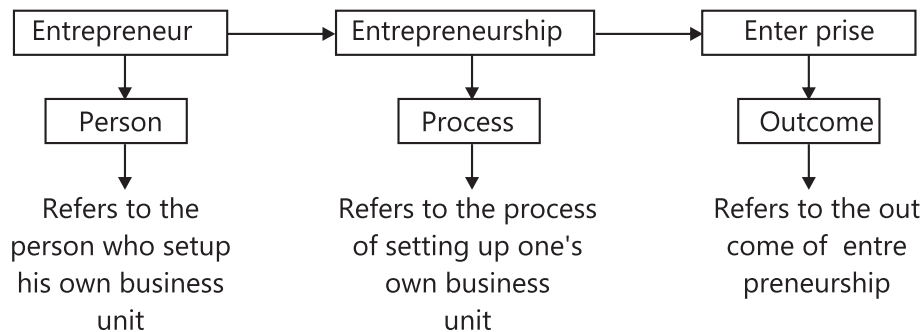 Entrepreneur
Entrepreneurship
Enter prise
Person
Process
Outcome
Refers to the
person who setup
his own business
unit
Refers to the process
of setting up one's
own business
unit
Refers to the out
come of entre
preneurship